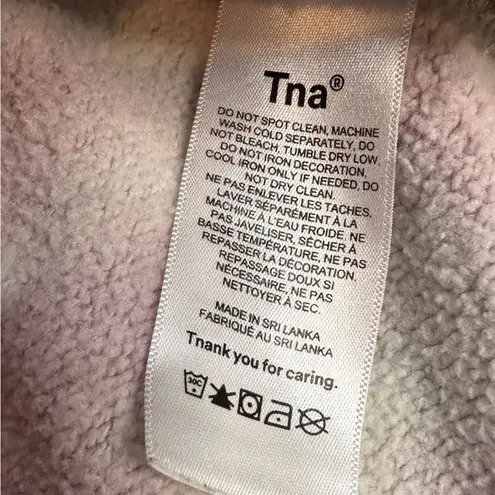 Tna®
DO NOT SPOT CLEAN, MACHINE
WASH COLD SEPARATELY, DO
NOT BLEACH, TUMBLE DRY LOW,
DO NOT IRON DECORATION,
COOL IRON ONLY IF NEEDED, DO
NOT DRY CLEAN.
NE PAS ENLEVER LES TACHES,
LAVER SÉPARÉMENT À LA
MACHINE À L'EAU FROIDE, NE
PAS JAVELISER, SÉCHER À
BASSE TEMPÉRATURE, NE PAS
REPASSER LA DÉCORATION,
REPASSAGE DOUX SI
NÉCESSAIRE, NE PAS
NETTOYER À SEC.
MADE IN SRI LANKA
FABRIQUÉ AU SRI LANKA
Tnank you for caring.
30C